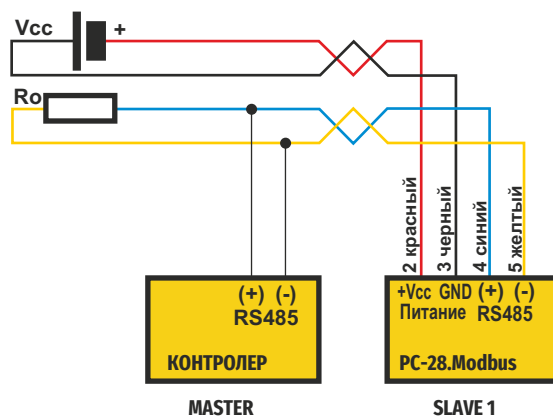 Vcc
+
Ro
2 красный
3 черный
4 синий
5 желтый
(+) (-)
RS485
КОНТРОЛЕР
+Vcc GND (+) (-)
Питание RS485
PC-28.Modbus
MASTER
SLAVE 1